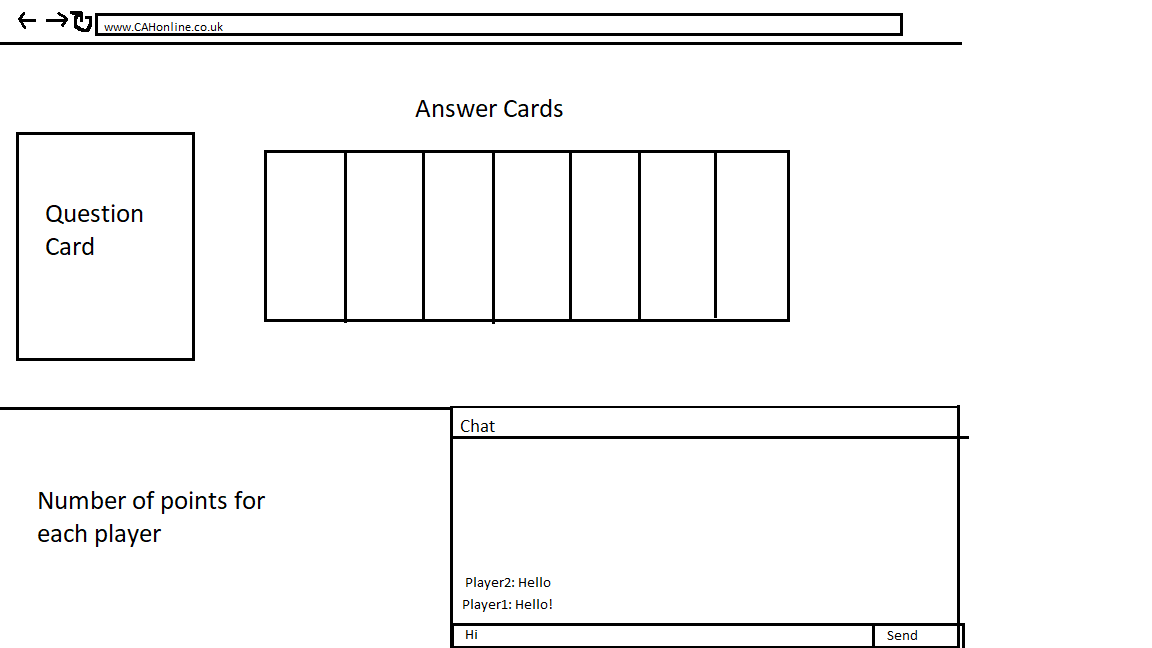 www.CAHonline.co.uk
Answer Cards
Question
Card
Number of points for
each player
Chat
Player2: Hello
Player1: Hello!
Hi
Send